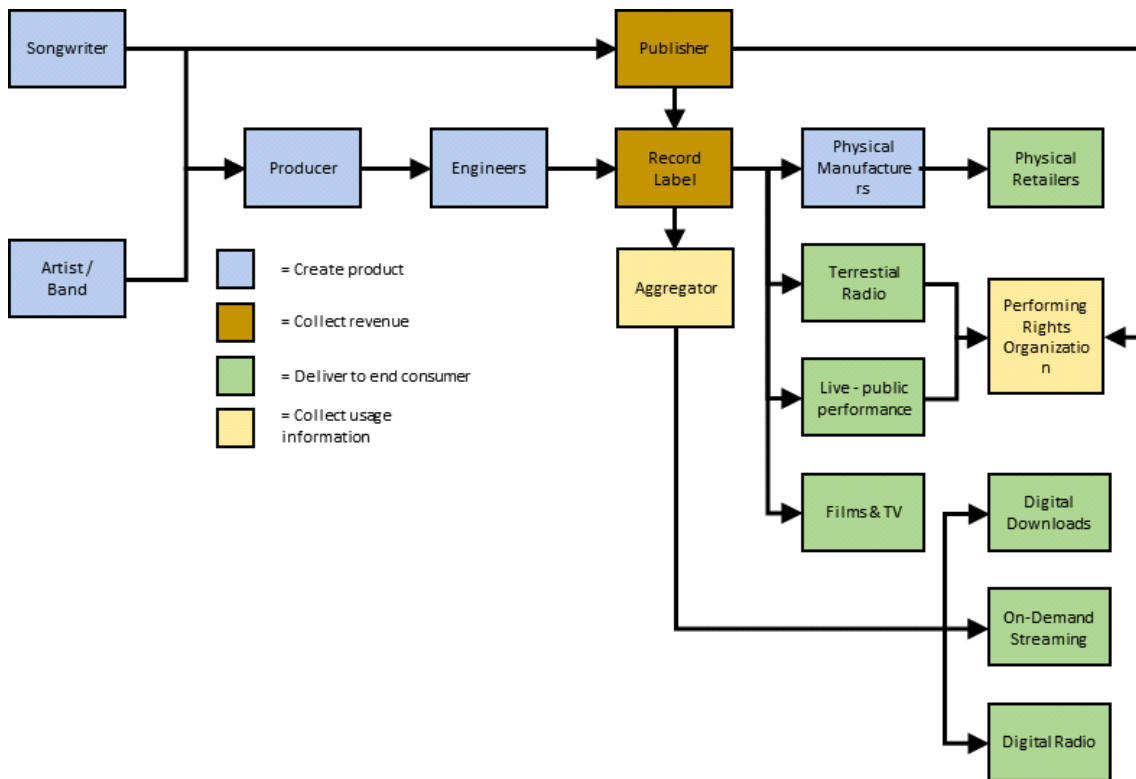 Songwriter
Publisher
Producer
Engineers
Record
Label
Physical
Manufacture
rs
Physical
Retailers
Artist /
Band
= Create product
= Collect revenue
= Deliver to end consumer
= Collect usage
information
Aggregator
Terrestial
Radio
Performing
Rights
Organizatio
n
Live - public
performance
Films & TV
Digital
Downloads
On-Demand
Streaming
Digital Radio